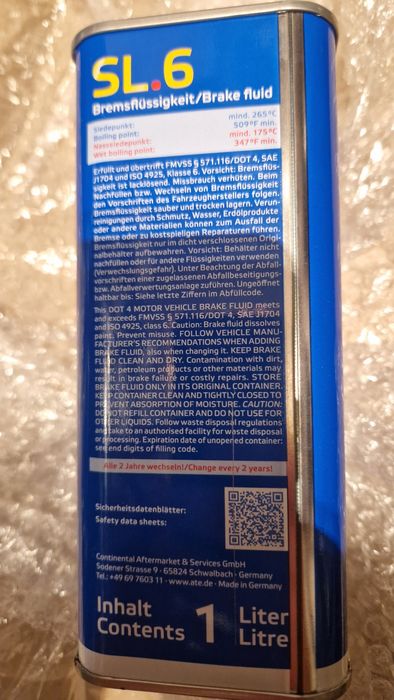 SL.6
Bremsflüssigkeit/Brake fluid
Siedepunkt: mind. 265°C
Boiling point: 509°F min.
Nasssiedepunkt: mind. 175°C
Wet boiling point: 347°F min.
Erfüllt und übertrifft FMVSS § 571.116/DOT 4, SAE
J1704 und ISO 4925, Klasse 6. Vorsicht: Bremsflüs-
sigkeit ist lacklösend. Missbrauch verhüten. Beim
Nachfüllen bzw. Wechseln von Bremsflüssigkeit
den Vorschriften des Fahrzeugherstellers folgen.
Bremsflüssigkeit sauber und trocken lagern. Verun-
reinigungen durch Schmutz, Wasser, Erdölprodukte
oder andere Materialien können zum Ausfall der
Bremse oder zu kostspieligen Reparaturen führen.
Bremsflüssigkeit nur im dicht verschlossenen Origi-
nalbehälter aufbewahren. Vorsicht: Behälter nicht
nachfüllen oder für andere Flüssigkeiten verwenden
(Verwechslungsgefahr). Unter Beachtung der Abfall-
vorschriften einer zugelassenen Abfallbeseitigungs-
bzw. Abfallverwertungsanlage zuführen. Ungeöffnet
haltbar bis: Siehe letzte Ziffern im Abfüllcode.
This DOT 4 MOTOR VEHICLE BRAKE FLUID meets
and exceeds FMVSS § 571.116/DOT 4, SAE J1704
and ISO 4925, class 6. Caution: Brake fluid dissolves
paint. Prevent misuse. FOLLOW VEHICLE MANU-
FACTURER'S RECOMMENDATIONS WHEN ADDING
BRAKE FLUID, also when changing it. KEEP BRAKE
FLUID CLEAN AND DRY. Contamination with dirt,
water, petroleum products or other materials may
result in brake failure or costly repairs. STORE
BRAKE FLUID ONLY IN ITS ORIGINAL CONTAINER.
KEEP CONTAINER CLEAN AND TIGHTLY CLOSED TO
PREVENT ABSORPTION OF MOISTURE. CAUTION:
DO NOT REFILL CONTAINER AND DO NOT USE FOR
OTHER LIQUIDS. Follow waste disposal regulations
and take to an authorised facility for waste disposal
or processing. Expiration date of unopened container:
see end digits of filling code.
Alle 2 Jahre wechseln!/Change every 2 years!
Sicherheitsdatenblätter:
Safety data sheets:
Continental Aftermarket & Services GmbH
Sodener Strasse 9 · 65824 Schwalbach · Germany
Tel.: +49 69 7603 11 · www.ate.de · Made in Germany
Inhalt 1 Liter
Contents Litre